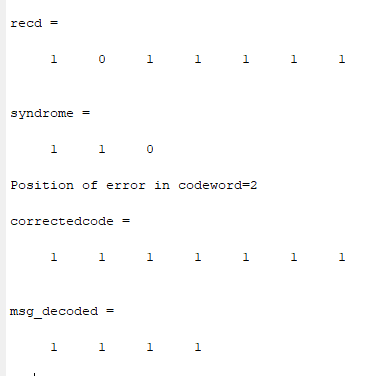 recd =
1 0 1 1 1 1 1
syndrome =
1 1 0
Position of error in codeword=2
correctedcode =
1 1 1 1 1 1 1
msg_decoded =
1 1 1 1